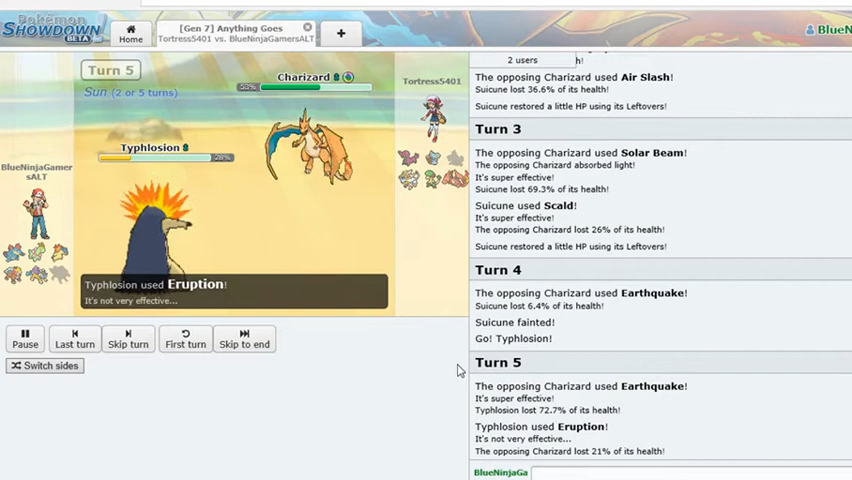 Pokémon
SHOWDOWN
BETA
Home
[Gen 7] Anything Goes
Tortress5401 vs. BlueNinjaGamersALT
+
BlueN
Turn 5
Sun (2 or 5 turns)
Charizard
53%
Typhlosion
28%
Tortress5401
BlueNinjaGamer
sALT
Typhlosion used Eruption!
It's not very effective...
Pause
Last turn
Skip turn
First turn
Skip to end
Switch sides
2 users
h!
The opposing Charizard used Air Slash!
Suicune lost 36.6% of its health!
Suicune restored a little HP using its Leftovers!
Turn 3
The opposing Charizard used Solar Beam!
The opposing Charizard absorbed light!
It's super effective!
Suicune lost 69.3% of its health!
Suicune used Scald!
It's super effective!
The opposing Charizard lost 26% of its health!
Suicune restored a little HP using its Leftovers!
Turn 4
The opposing Charizard used Earthquake!
Suicune lost 6.4% of its health!
Suicune fainted!
Go! Typhlosion!
Turn 5
The opposing Charizard used Earthquake!
It's super effective!
Typhlosion lost 72.7% of its health!
Typhlosion used Eruption!
It's not very effective...
The opposing Charizard lost 21% of its health!
BlueNinjaGa